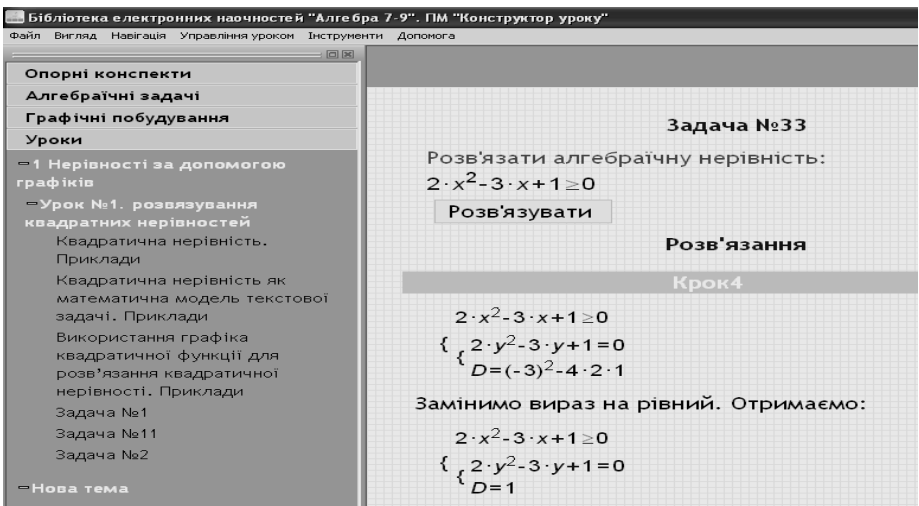 Бібліотека електронних наочностей "Алгебра 7-9". ПМ "Конструктор уроку"
Файл Вигляд Навігація Управління уроком Інструменти Допомога
Опорні конспекти
Алгебраїчні задачі
Графічні побудування
Уроки
1 Нерівності за допомогою
графіків
Урок №1. розвязування
квадратних нерівностей
Квадратична нерівність.
Приклади
Квадратична нерівність як
математична модель текстової
задачі. Приклади
Використання графіка
квадратичної функції для
розв’язання квадратичної
нерівності. Приклади
Задача №1
Задача №11
Задача №2
Нова тема
Задача №33
Розв'язати алгебраїчну нерівність:
2·x²-3·x+1≥0
Розв'язувати
Розв'язання
Крок4
2·x²-3·x+1≥0
{ { 2·y²-3·y+1=0
D=(-3)²-4·2·1
Замінимо вираз на рівний. Отримаємо:
2·x²-3·x+1≥0
{ { 2·y²-3·y+1=0
D=1